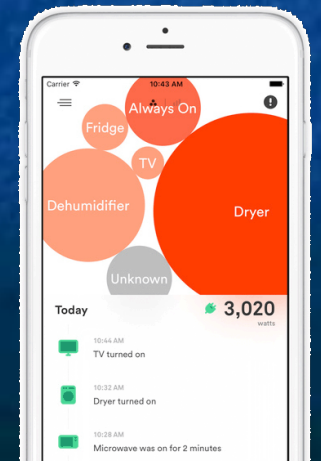 Carrier 10:43 AM
Always On
Fridge
TV
Dehumidifier
Dryer
Unknown
Today 3,020
watts
10:44 AM
TV turned on
10:32 AM
Dryer turned on
10:28 AM
Microwave was on for 2 minutes